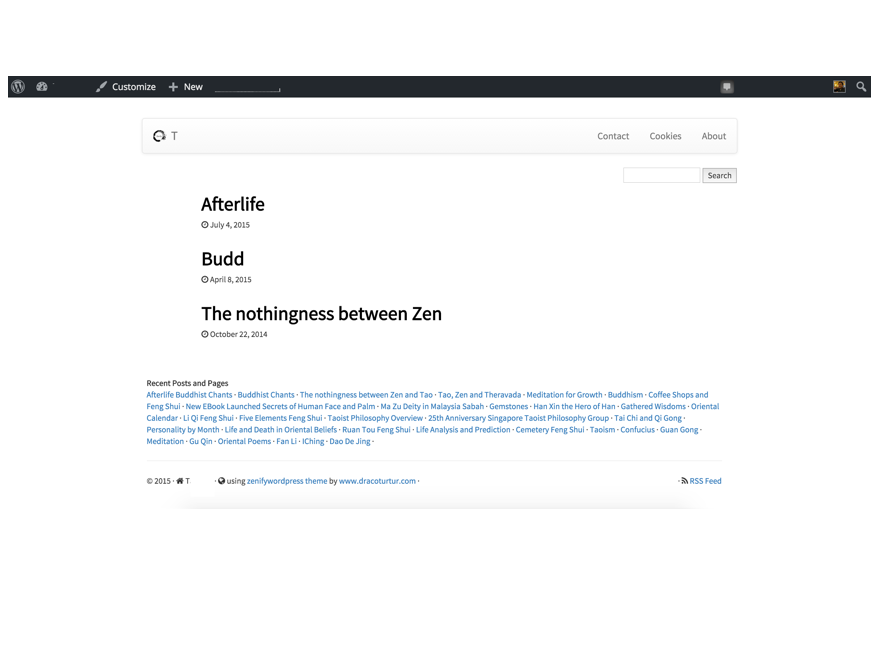 Customize New
T Contact Cookies About
Search
Afterlife
July 4, 2015
Budd
April 8, 2015
The nothingness between Zen
October 22, 2014
Recent Posts and Pages
Afterlife Buddhist Chants · Buddhist Chants · The nothingness between Zen and Tao · Tao, Zen and Theravada · Meditation for Growth · Buddhism · Coffee Shops and
Feng Shui · New EBook Launched Secrets of Human Face and Palm · Ma Zu Deity in Malaysia Sabah · Gemstones · Han Xin the Hero of Han · Gathered Wisdoms · Oriental
Calendar · Li Qi Feng Shui · Five Elements Feng Shui · Taoist Philosophy Overview · 25th Anniversary Singapore Taoist Philosophy Group · Tai Chi and Qi Gong ·
Personality by Month · Life and Death in Oriental Beliefs · Ruan Tou Feng Shui · Life Analysis and Prediction · Cemetery Feng Shui · Taoism · Confucius · Guan Gong ·
Meditation · Gu Qin · Oriental Poems · Fan Li · IChing · Dao De Jing ·
© 2015 · T · using zenifywordpress theme by www.dracoturtur.com · · RSS Feed